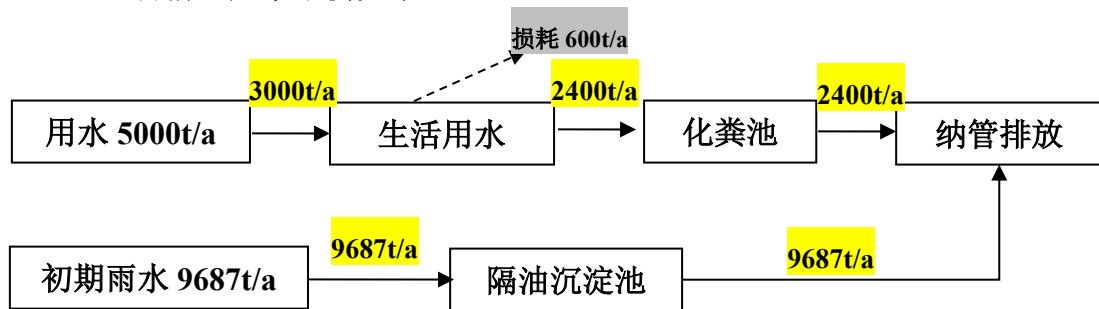 损耗 600t/a
3000t/a
2400t/a
2400t/a
用水 5000t/a
生活用水
化粪池
纳管排放
9687t/a
9687t/a
初期雨水 9687t/a
隔油沉淀池